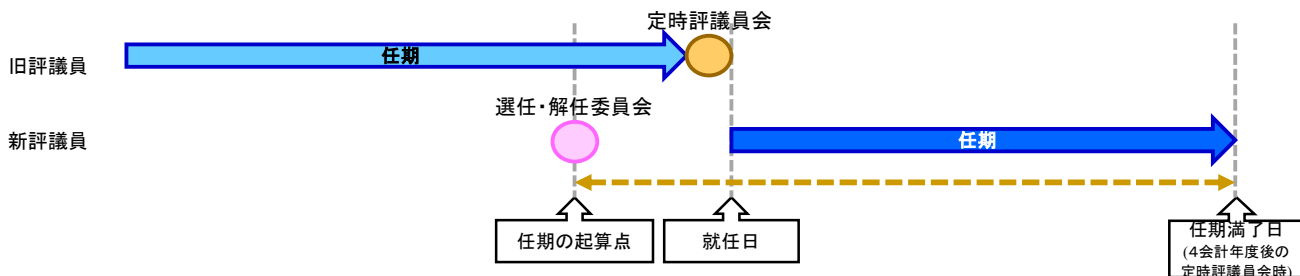 定時評議員会
旧評議員
任期
選任・解任委員会
新評議員
任期
任期の起算点
就任日
任期満了日
(4会計年度後の
定時評議員会時)